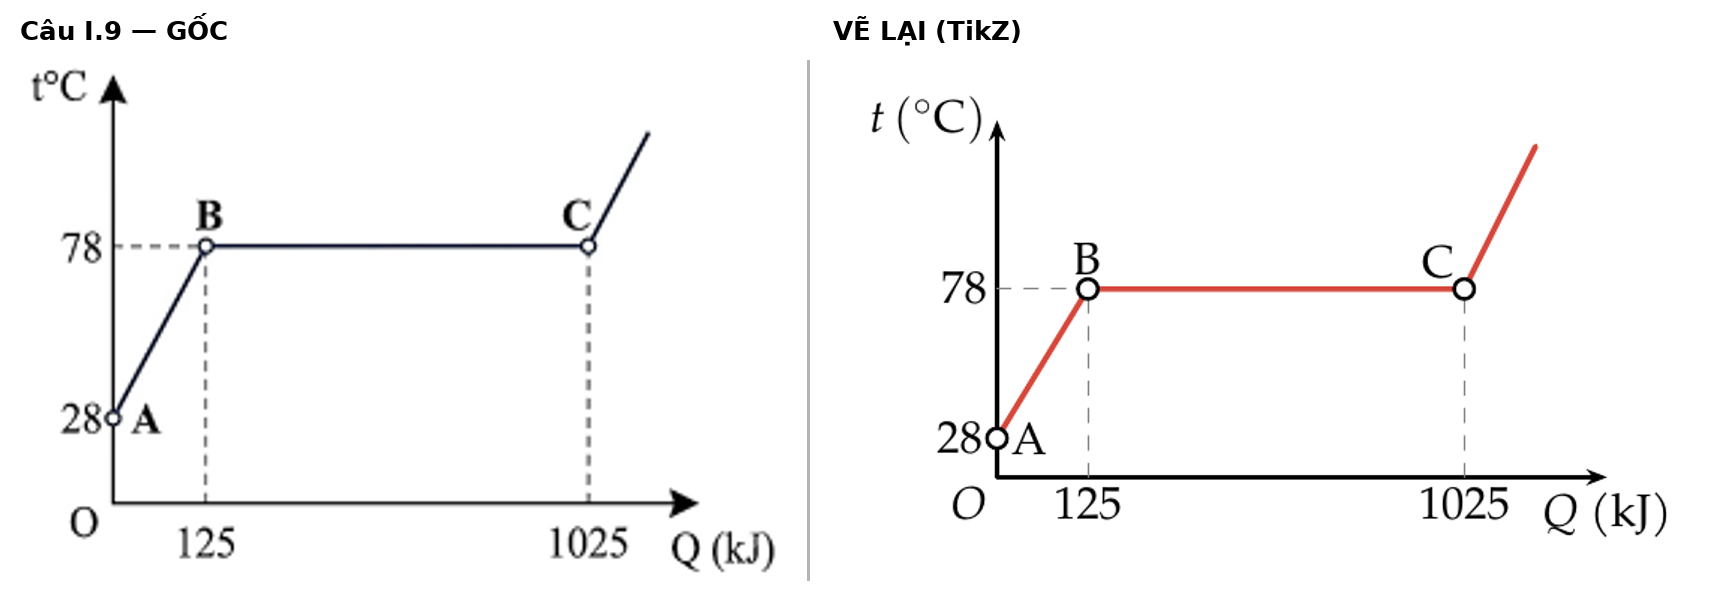 Câu I.9 — GỐC
t°C
B
C
78
28
A
O
125
1025
Q (kJ)
VẼ LẠI (TikZ)
t (°C)
B
C
78
28
A
O
125
1025
Q (kJ)